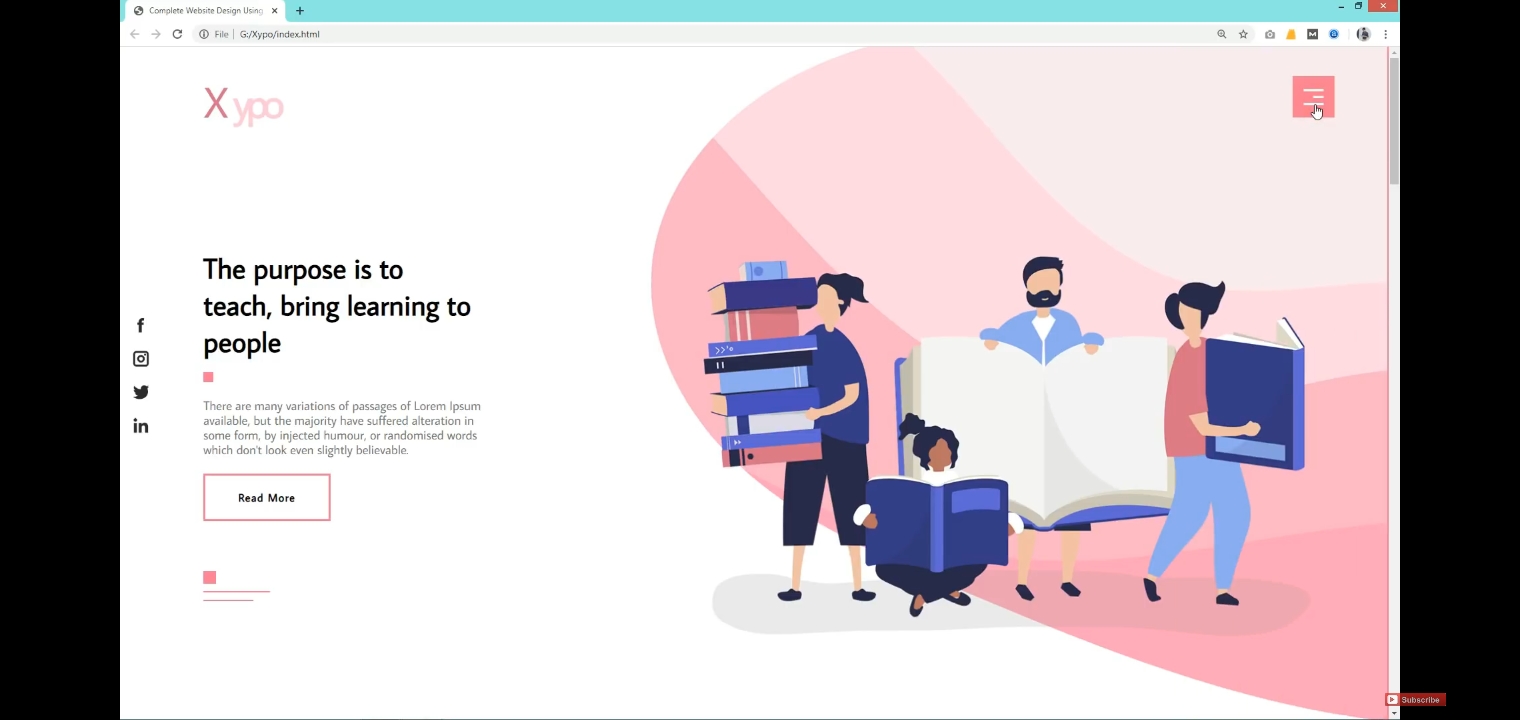 Complete Website Design Using
File
G:/Xypo/index.html
Xypo
The purpose is to
teach, bring learning to
people
There are many variations of passages of Lorem Ipsum
available, but the majority have suffered alteration in
some form, by injected humour, or randomised words
which don't look even slightly believable.
Read More
Subscribe